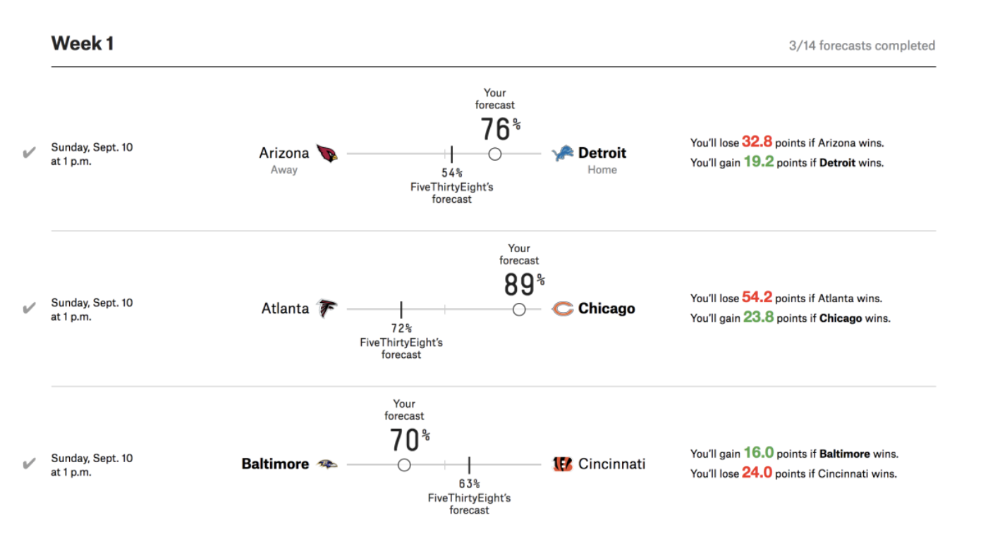 Week 1
3/14 forecasts completed
Your
forecast
76%
✔ Sunday, Sept. 10
at 1 p.m.
Arizona
Away
54%
FiveThirtyEight's
forecast
Detroit
Home
You'll lose 32.8 points if Arizona wins.
You'll gain 19.2 points if Detroit wins.
Your
forecast
89%
✔ Sunday, Sept. 10
at 1 p.m.
Atlanta
72%
FiveThirtyEight's
forecast
Chicago
You'll lose 54.2 points if Atlanta wins.
You'll gain 23.8 points if Chicago wins.
Your
forecast
70%
✔ Sunday, Sept. 10
at 1 p.m.
Baltimore
63%
FiveThirtyEight's
forecast
Cincinnati
You'll gain 16.0 points if Baltimore wins.
You'll lose 24.0 points if Cincinnati wins.